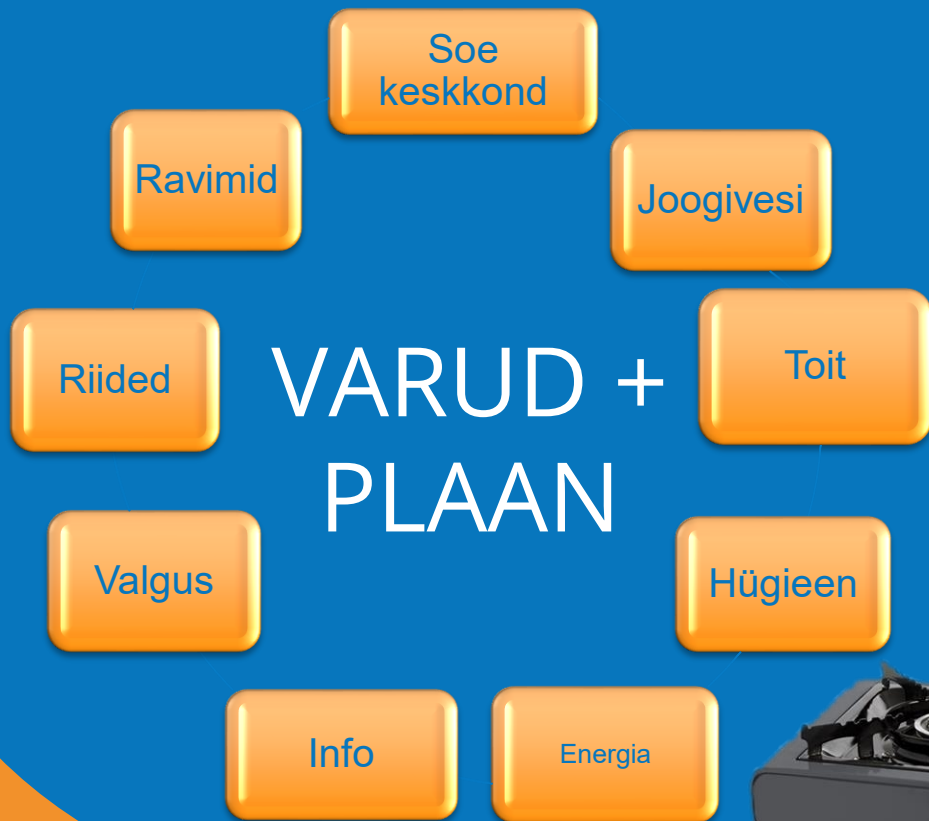 Soe
keskkond
Ravimid
Joogivesi
Riided
VARUD +
PLAAN
Toit
Valgus
Hügieen
Info
Energia